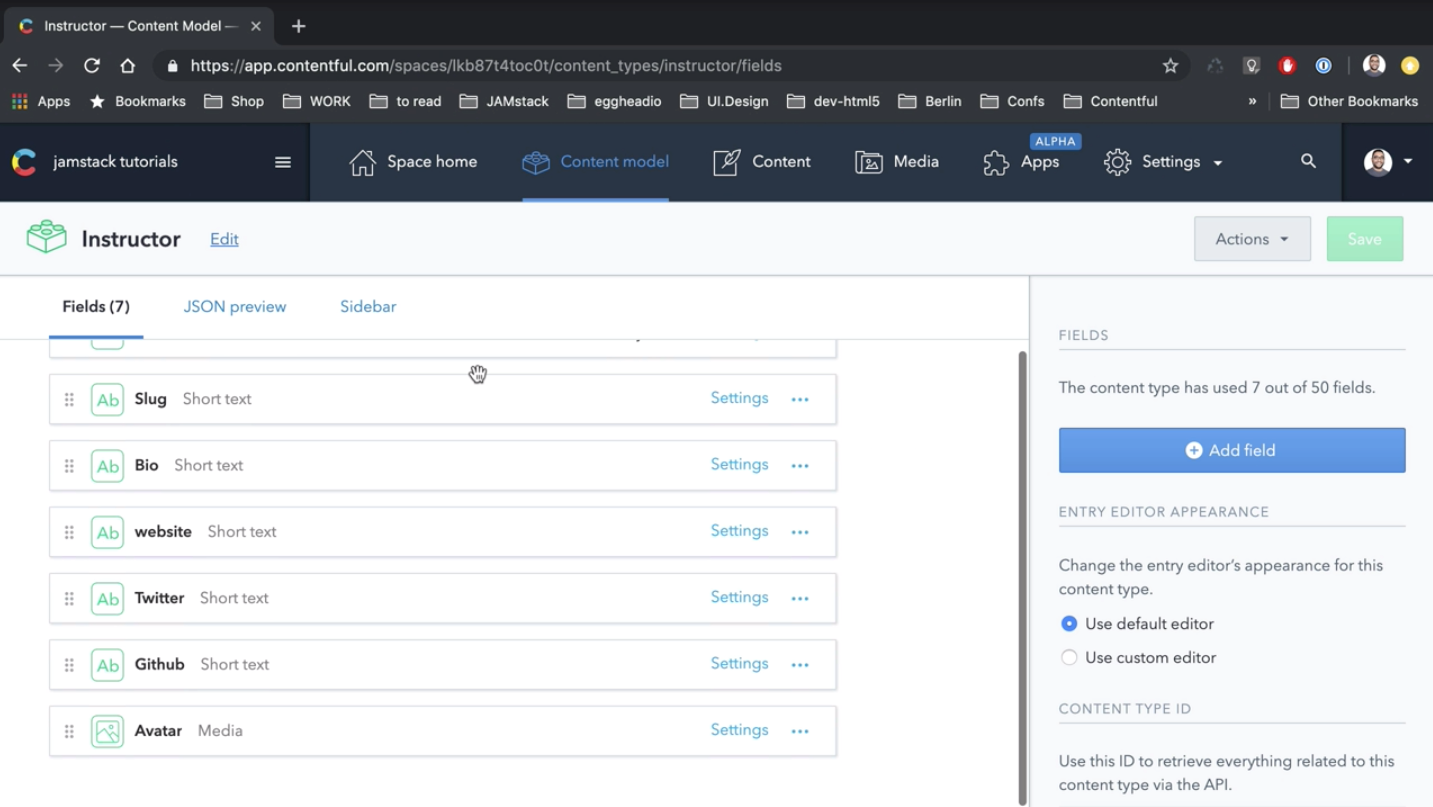 Instructor — Content Model —
https://app.contentful.com/spaces/lkb87t4toc0t/content_types/instructor/fields
Apps Bookmarks Shop WORK to read JAMstack eggheadio UI.Design dev-html5 Berlin Confs Contentful » Other Bookmarks
ALPHA
jamstack tutorials Space home Content model Content Media Apps Settings
Instructor Edit Actions Save
Fields (7) JSON preview Sidebar
FIELDS
The content type has used 7 out of 50 fields.
Ab Slug Short text Settings
Add field
Ab Bio Short text Settings
ENTRY EDITOR APPEARANCE
Ab website Short text Settings
Change the entry editor’s appearance for this
content type.
Ab Twitter Short text Settings
Use default editor
Use custom editor
Ab Github Short text Settings
CONTENT TYPE ID
Avatar Media Settings
Use this ID to retrieve everything related to this
content type via the API.